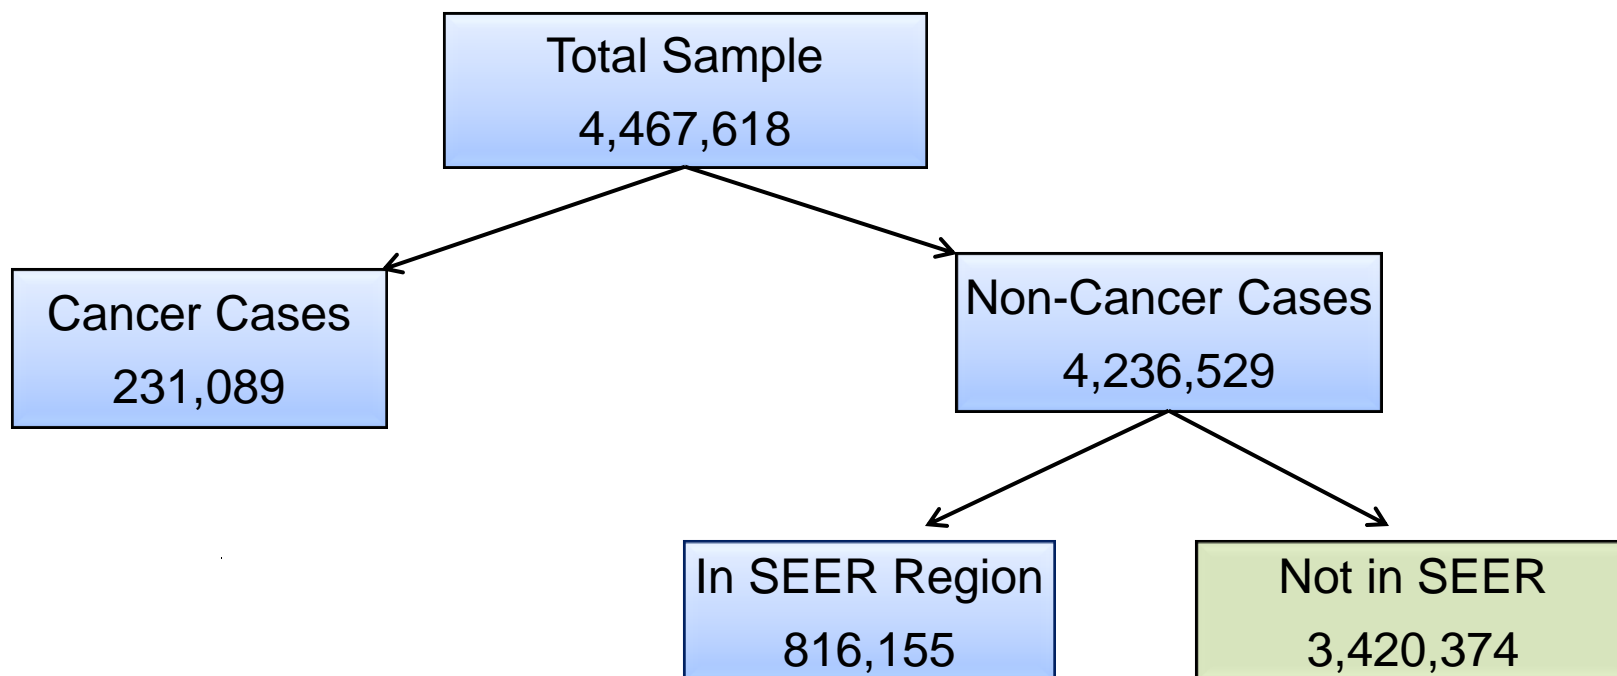 Total Sample
4,467,618
Cancer Cases
231,089
Non-Cancer Cases
4,236,529
In SEER Region
816,155
Not in SEER
3,420,374